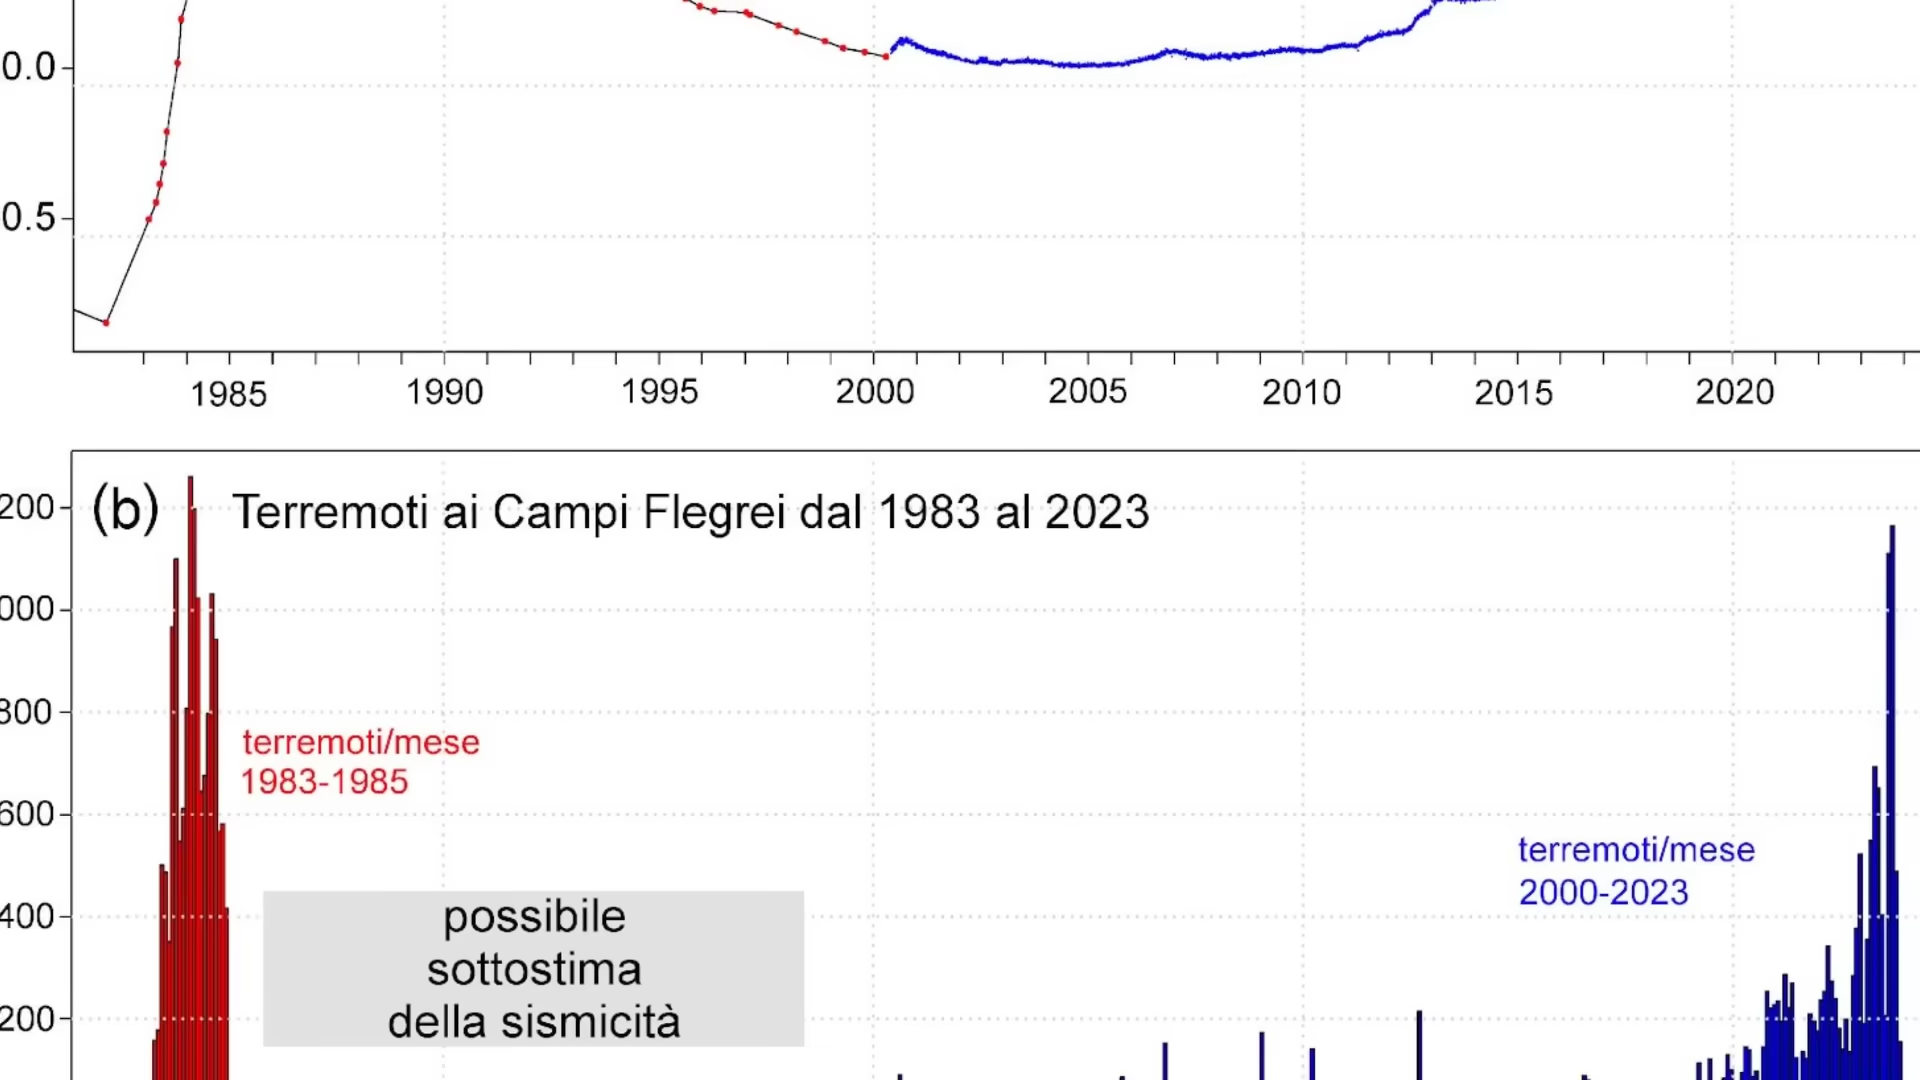 0.0
0.5
1985 1990 1995 2000 2005 2010 2015 2020
(b) Terremoti ai Campi Flegrei dal 1983 al 2023
200
000
800
terremoti/mese
1983-1985
600
terremoti/mese
2000-2023
400
possibile
sottostima
della sismicità
200